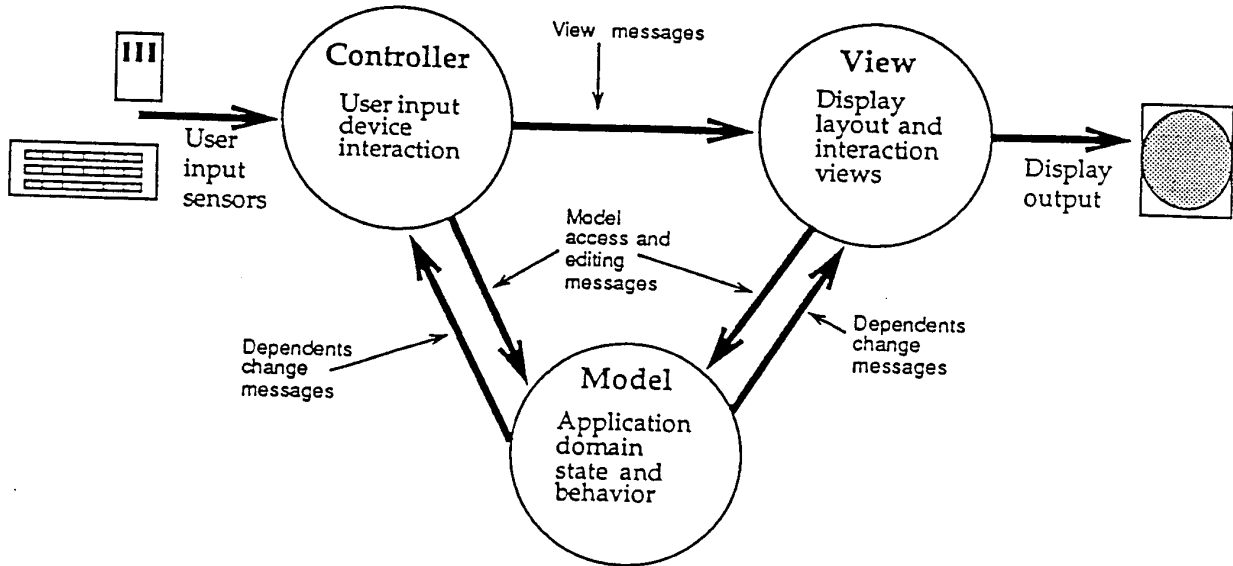 View messages
Controller
User input
device
interaction
View
Display
layout and
interaction
views
User
input
sensors
Display
output
Model
access and
editing
messages
Dependents
change
messages
Dependents
change
messages
Model
Application
domain
state and
behavior